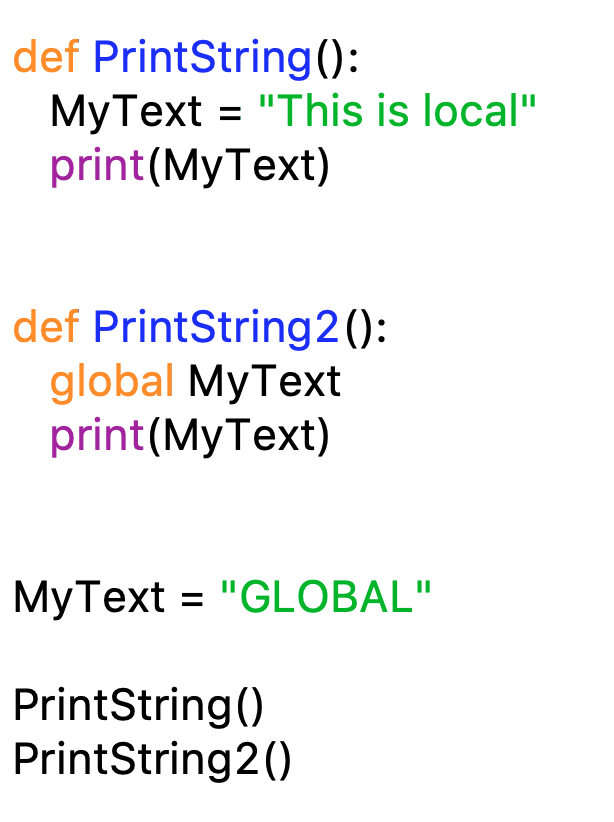 def PrintString():
   MyText = "This is local"
   print(MyText)
def PrintString2():
   global MyText
   print(MyText)
MyText = "GLOBAL"
PrintString()
PrintString2()